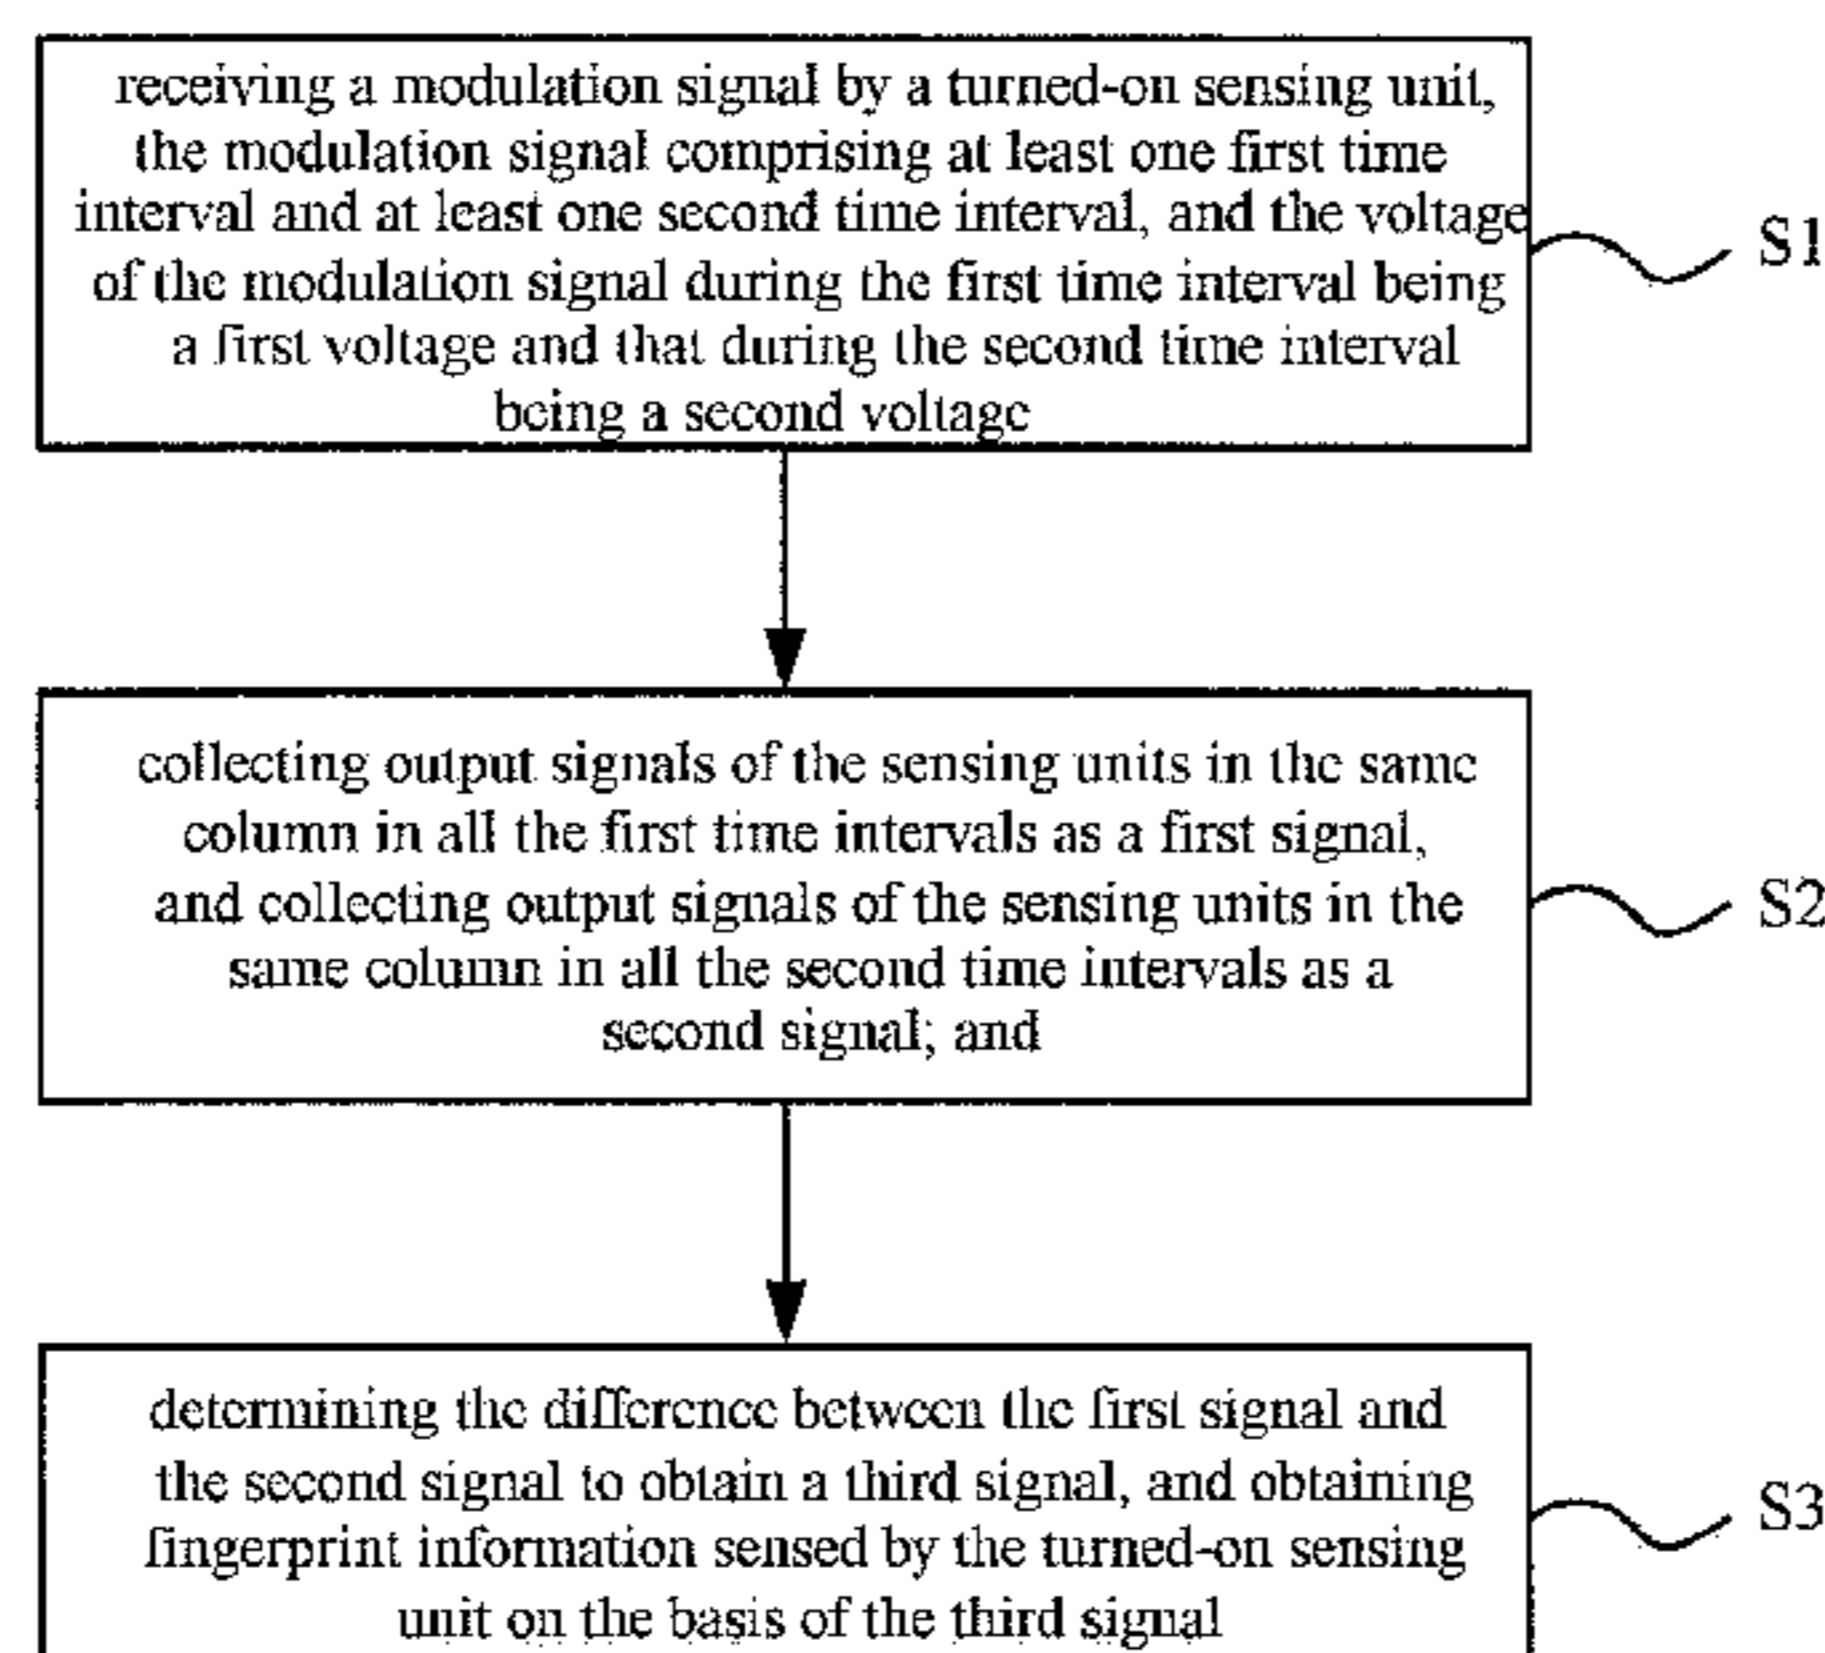 receiving a modulation signal by a turned-on sensing unit,
the modulation signal comprising at least one first time
interval and at least one second time interval, and the voltage
of the modulation signal during the first time interval being
a first voltage and that during the second time interval
being a second voltage
S1
collecting output signals of the sensing units in the same
column in all the first time intervals as a first signal,
and collecting output signals of the sensing units in the
same column in all the second time intervals as a
second signal; and
S2
determining the difference between the first signal and
the second signal to obtain a third signal, and obtaining
fingerprint information sensed by the turned-on sensing
unit on the basis of the third signal
S3